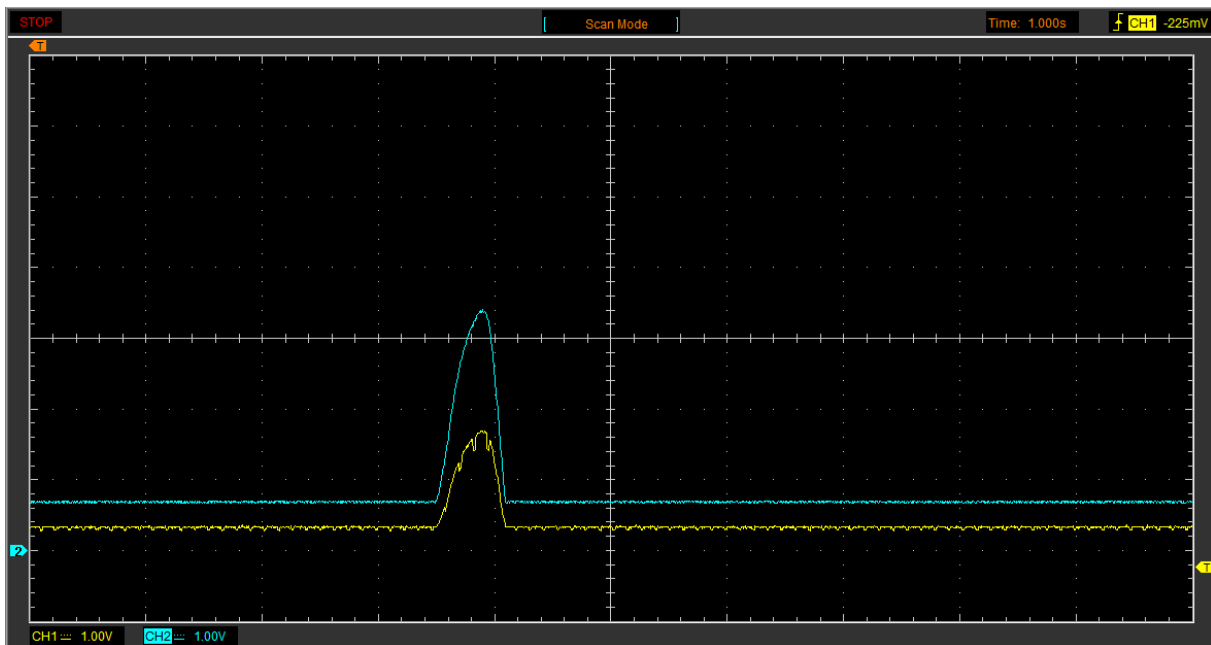 STOP
[ Scan Mode ]
Time: 1.000s
CH1 -225mV
T
2
T
CH1 1.00V
CH2 1.00V